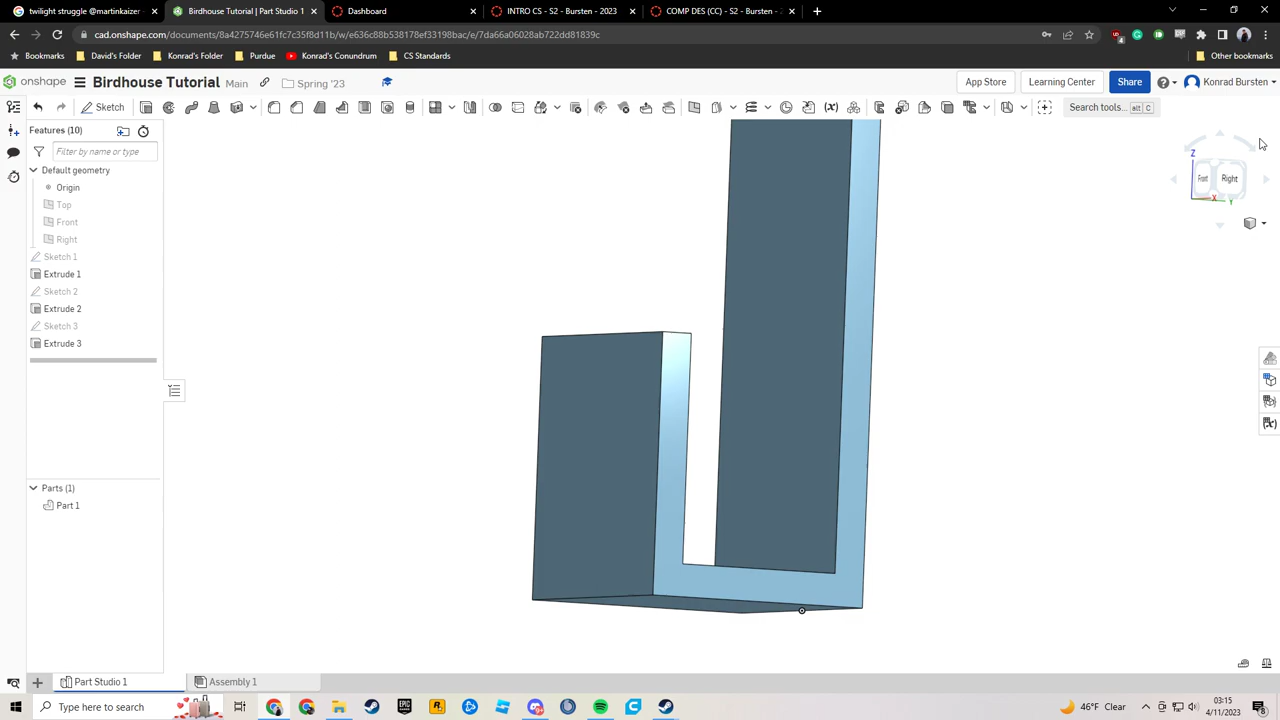 twilight struggle @martinkaizer
Birdhouse Tutorial | Part Studio 1
Dashboard
INTRO CS - S2 - Bursten - 2023
COMP DES (CC) - S2 - Bursten -
cad.onshape.com/documents/8a4275746e61fc7c35f8d11b/w/e636c88b538178ef33198bac/e/7da66a06028ab722dd81839c
Bookmarks
David's Folder
Konrad's Folder
Purdue
Konrad's Conundrum
CS Standards
Other bookmarks
onshape
Birdhouse Tutorial
Main
Spring '23
App Store
Learning Center
Share
Konrad Bursten
Sketch
Search tools...
alt C
Features (10)
Filter by name or type
Default geometry
Origin
Top
Front
Right
Sketch 1
Extrude 1
Sketch 2
Extrude 2
Sketch 3
Extrude 3
Z
Front
Right
X
Y
Parts (1)
Part 1
Part Studio 1
Assembly 1
Type here to search
46°F Clear
03:15
4/11/2023